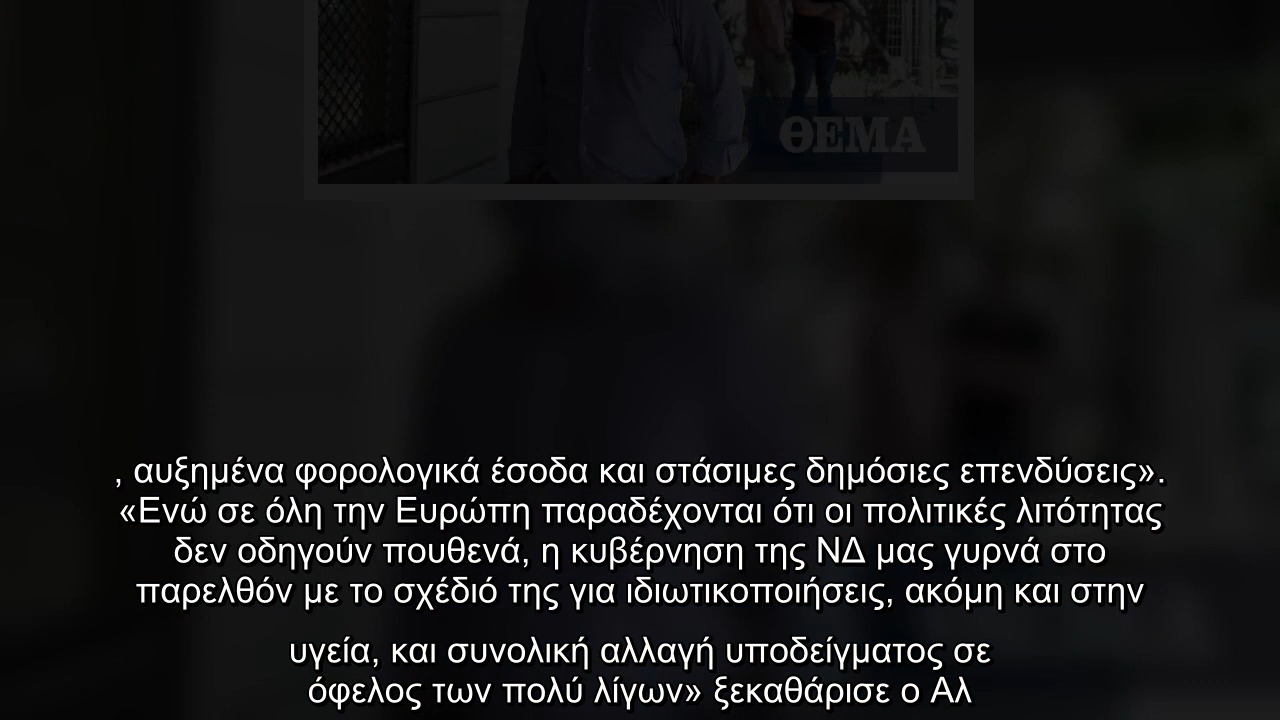 ΘΕΜΑ
, αυξημένα φορολογικά έσοδα και στάσιμες δημόσιες επενδύσεις».
«Ενώ σε όλη την Ευρώπη παραδέχονται ότι οι πολιτικές λιτότητας
δεν οδηγούν πουθενά, η κυβέρνηση της ΝΔ μας γυρνά στο
παρελθόν με το σχέδιό της για ιδιωτικοποιήσεις, ακόμη και στην
υγεία, και συνολική αλλαγή υποδείγματος σε
όφελος των πολύ λίγων» ξεκαθάρισε ο Αλ